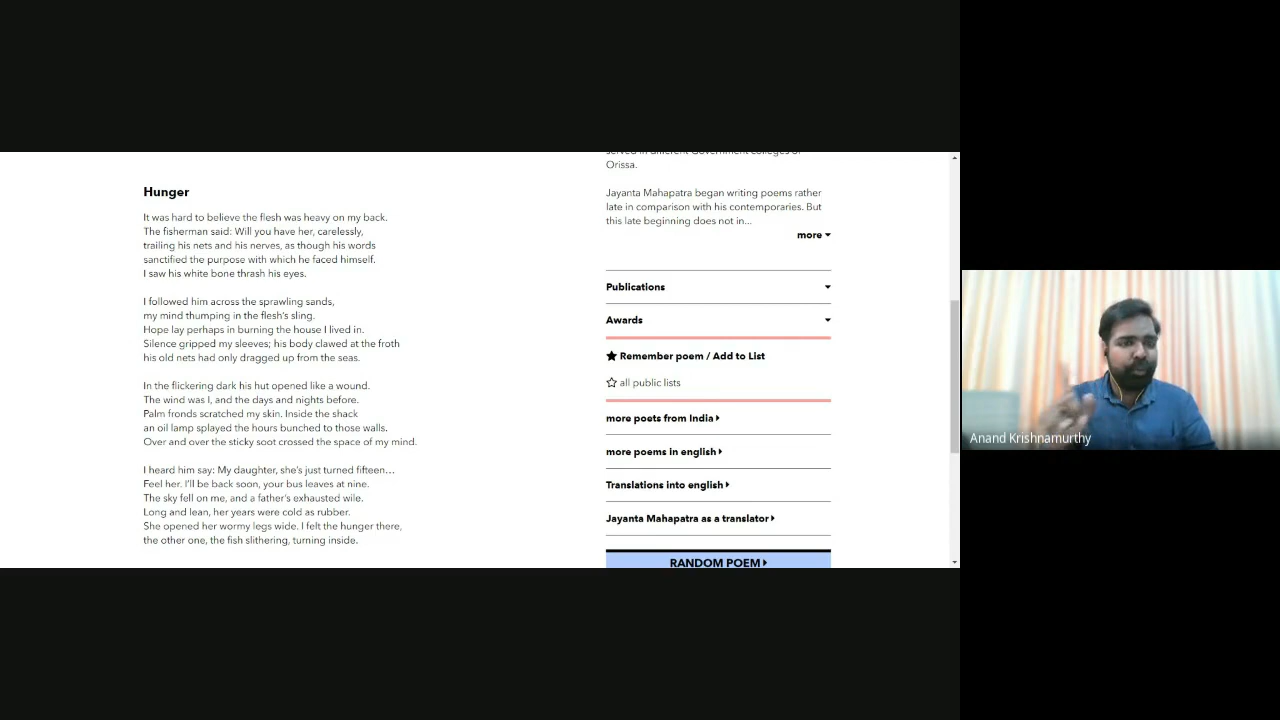 Hunger
It was hard to believe the flesh was heavy on my back.
The fisherman said: Will you have her, carelessly,
trailing his nets and his nerves, as though his words
sanctified the purpose with which he faced himself.
I saw his white bone thrash his eyes.
I followed him across the sprawling sands,
my mind thumping in the flesh's sling.
Hope lay perhaps in burning the house I lived in.
Silence gripped my sleeves; his body clawed at the froth
his old nets had only dragged up from the seas.
In the flickering dark his hut opened like a wound.
The wind was I, and the days and nights before.
Palm fronds scratched my skin. Inside the shack
an oil lamp splayed the hours bunched to those walls.
Over and over the sticky soot crossed the space of my mind.
I heard him say: My daughter, she's just turned fifteen…
Feel her. I'll be back soon, your bus leaves at nine.
The sky fell on me, and a father's exhausted wile.
Long and lean, her years were cold as rubber.
She opened her wormy legs wide. I felt the hunger there,
the other one, the fish slithering, turning inside.
served in different Government colleges of
Orissa.
Jayanta Mahapatra began writing poems rather
late in comparison with his contemporaries. But
this late beginning does not in...
more
Publications
Awards
Remember poem / Add to List
all public lists
more poets from India
more poems in english
Translations into english
Jayanta Mahapatra as a translator
RANDOM POEM
Anand Krishnamurthy